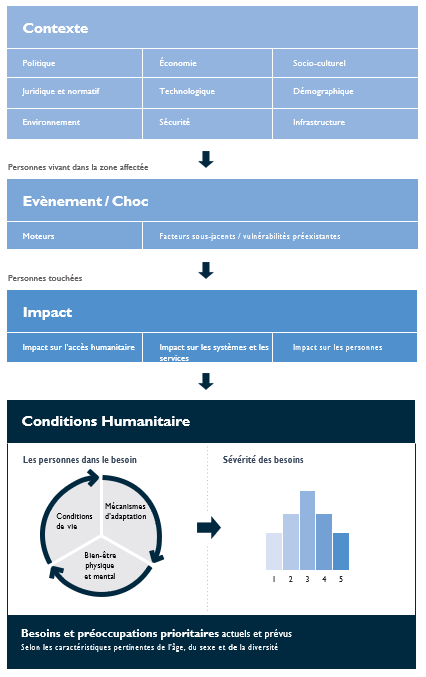 Contexte
Politique
Économie
Socio-culturel
Juridique et normatif
Technologique
Démographique
Environnement
Sécurité
Infrastructure
Personnes vivant dans la zone affectée
Evènement / Choc
Moteurs
Facteurs sous-jacents / vulnérabilités préexistantes
Personnes touchées
Impact
Impact sur l'accès humanitaire
Impact sur les systèmes et les
services
Impact sur les personnes
Conditions Humanitaire
Les personnes dans le besoin
Sévérité des besoins
Conditions
de vie
Mécanismes
d'adaptation
Bien-être
physique
et mental
1 2 3 4 5
Besoins et préoccupations prioritaires actuels et prévus
Selon les caractéristiques pertinentes de l'âge, du sexe et de la diversité